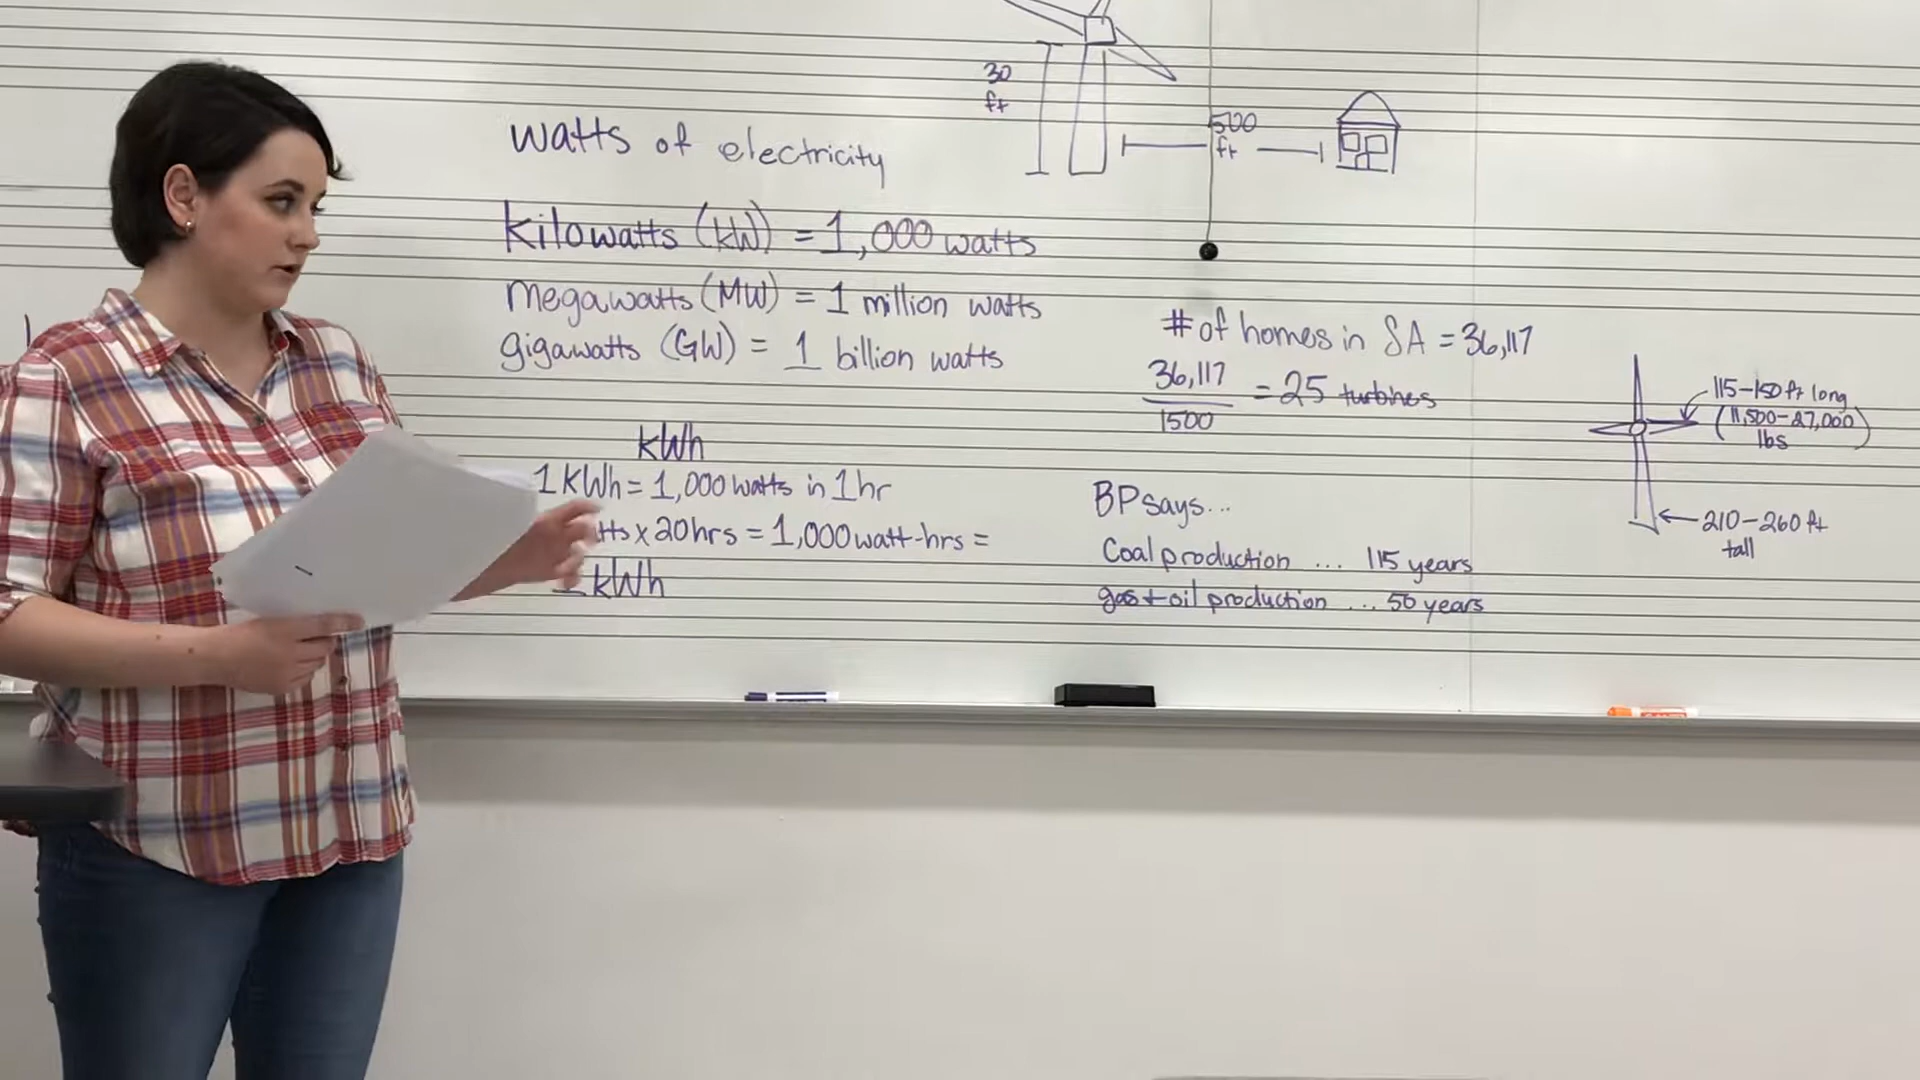 30
ft
500
ft
watts of electricity
kilowatts (kW) = 1,000 watts
megawatts (MW) = 1 million watts
gigawatts (GW) = 1 billion watts
kWh
1 kWh = 1,000 watts in 1hr
x 20hrs = 1,000 watt-hrs =
1 kWh
# of homes in SA = 36,117
36,117
1500
= 25 turbines
BP says...
Coal production ... 115 years
gas + oil production ... 50 years
115-150 ft long
(11,500-27,000
lbs)
210-260 ft
tall